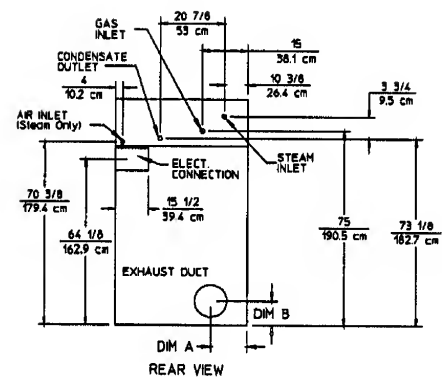 20 7/8
53 cm
GAS
INLET
15
38.1 cm
CONDENSATE
OUTLET
10 3/8
26.4 cm
4
10.2 cm
3 3/4
9.5 cm
AIR INLET
(Steam Only)
STEAM
INLET
ELECT.
CONNECTION
70 3/8
179.4 cm
15 1/2
39.4 cm
64 1/8
162.9 cm
75
190.5 cm
73 1/8
182.7 cm
EXHAUST DUCT
DIM B
DIM A
REAR VIEW